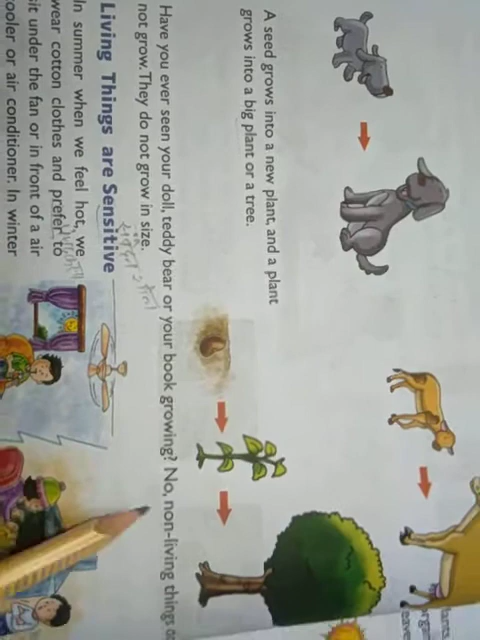 A seed grows into a new plant, and a plant
grows into a big plant or a tree.
Have you ever seen your doll, teddy bear or your book growing? No, non-living things
not grow. They do not grow in size.
Living Things are Sensitive
In summer when we feel hot, we
wear cotton clothes and prefer to
sit under the fan or in front of a air
cooler or air conditioner. In winter